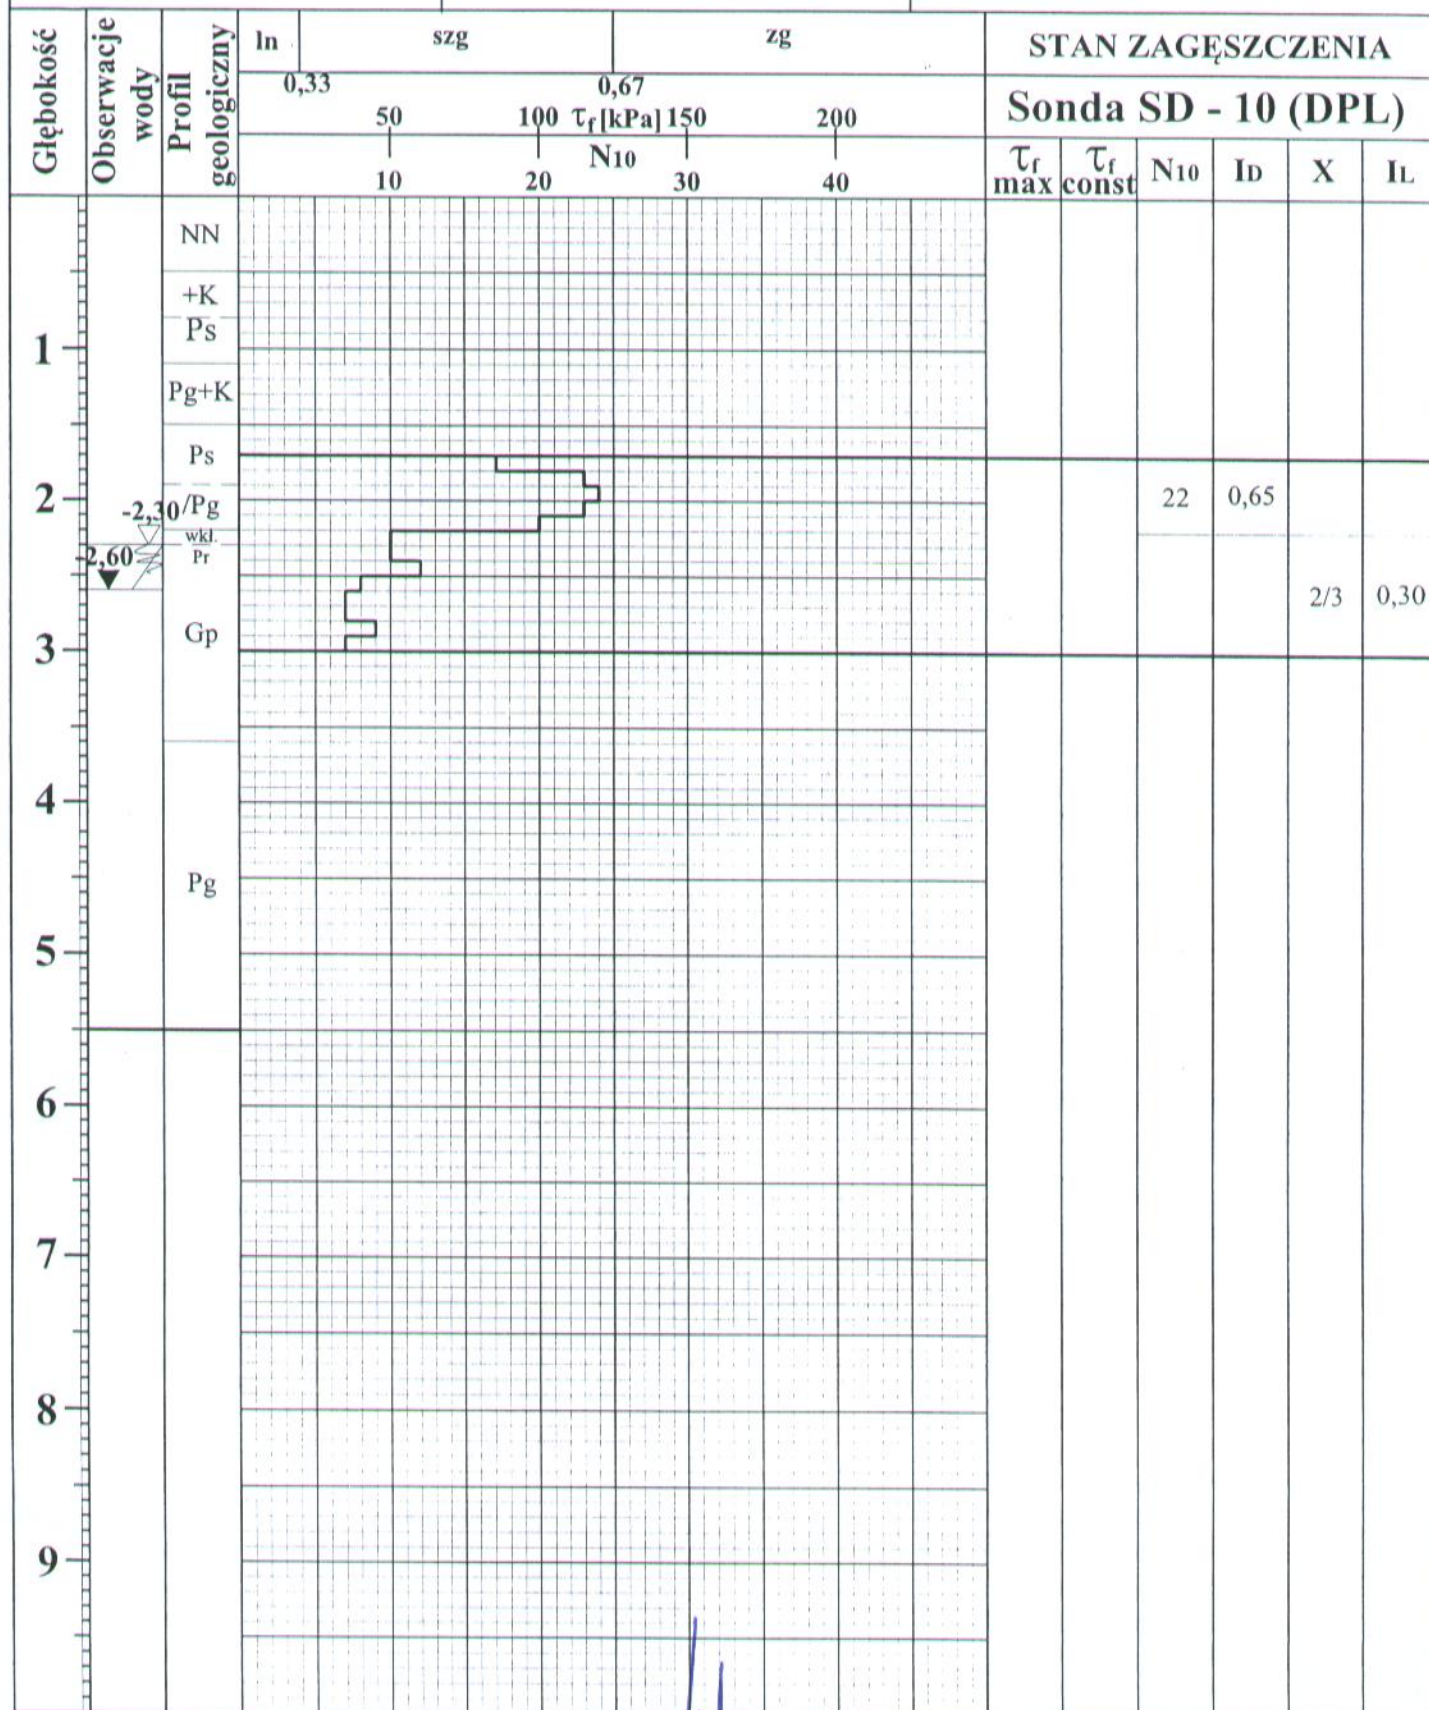 Głębokość
Obserwacje
wody
Profil
geologiczny
ln szg zg
0,33 0,67
50 100 τf [kPa] 150 200
N10
10 20 30 40
STAN ZAGĘSZCZENIA
Sonda SD - 10 (DPL)
τf max τf const N10 ID X IL
NN
+K
Ps
1
Pg+K
Ps
2
/Pg
22 0,65
-2,30
wkł.
Pr
-2,60
2/3 0,30
Gp
3
4
Pg
5
6
7
8
9